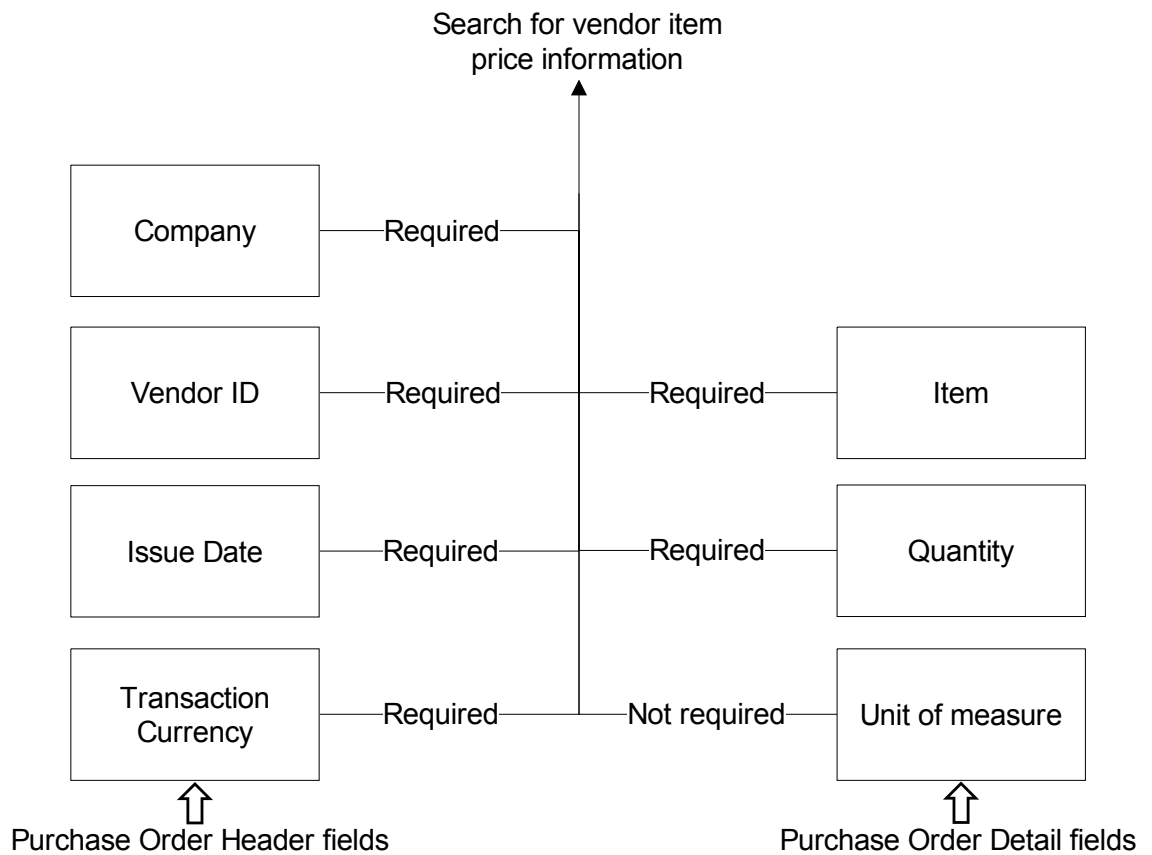 Search for vendor item
price information
Company
Required
Vendor ID
Required
Required
Item
Issue Date
Required
Required
Quantity
Transaction
Currency
Required
Not required
Unit of measure
Purchase Order Header fields
Purchase Order Detail fields